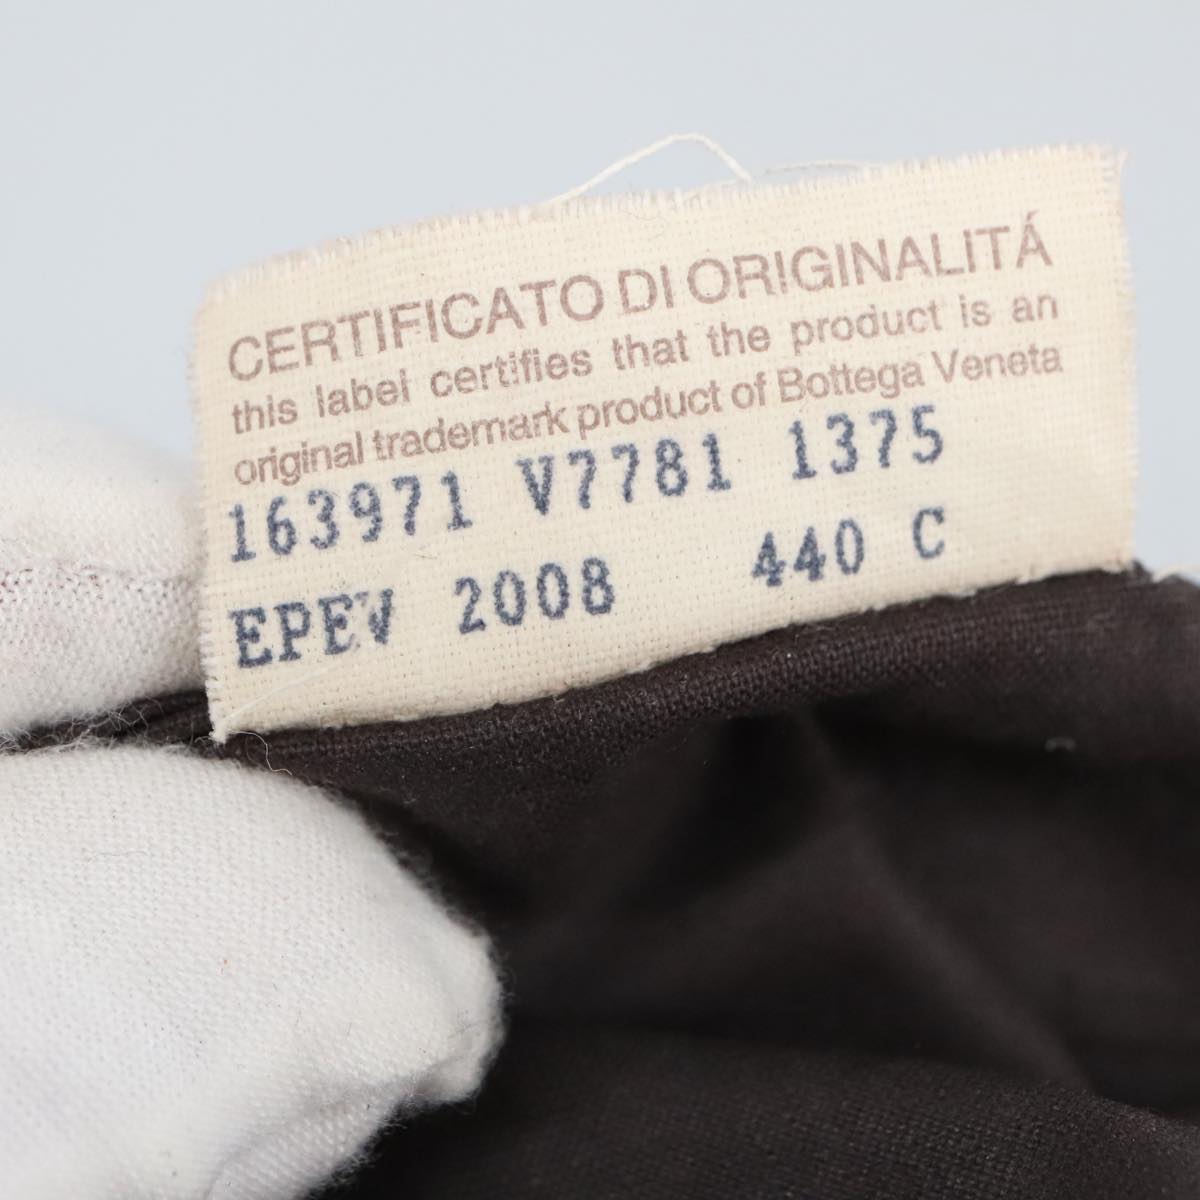 CERTIFICATO DI ORIGINALITÁ
this label certifies that the product is an
original trademark product of Bottega Veneta
163971 V7781 1375
EPEV 2008 440 C